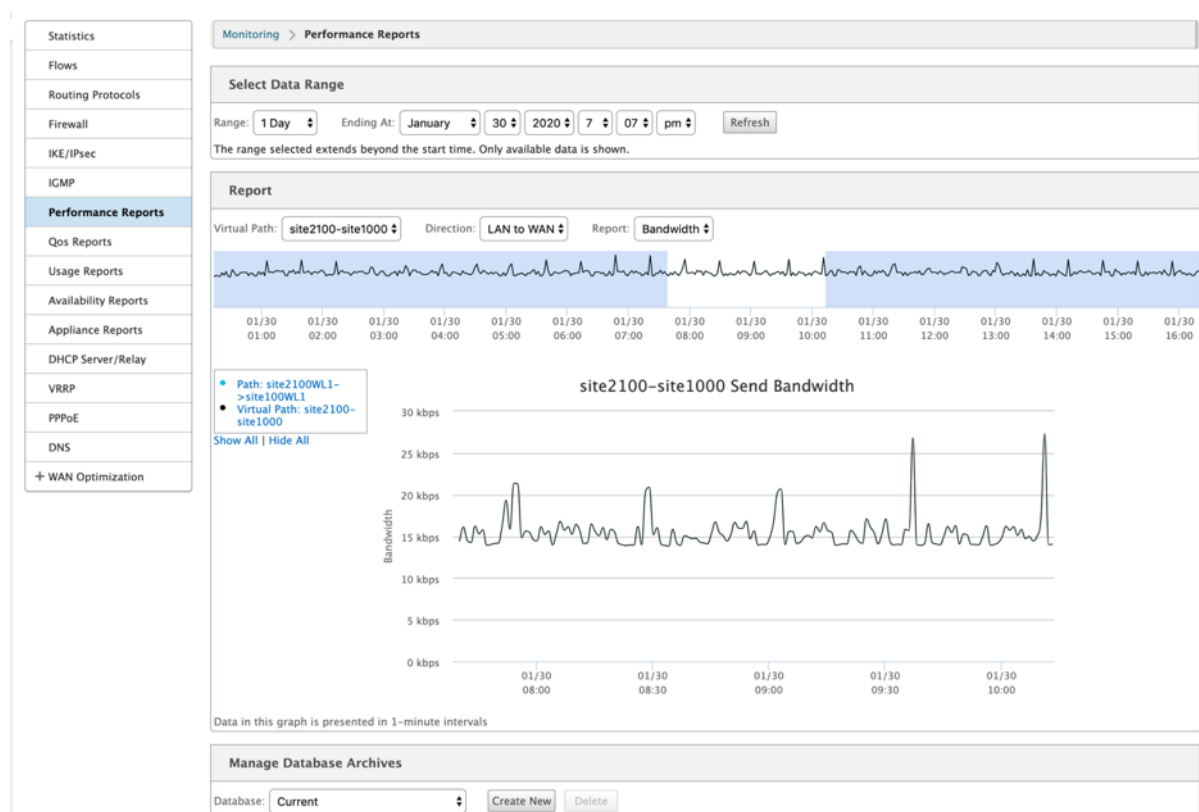 Statistics
Flows
Routing Protocols
Firewall
IKE/IPsec
IGMP
Performance Reports
Qos Reports
Usage Reports
Availability Reports
Appliance Reports
DHCP Server/Relay
VRRP
PPPoE
DNS
+ WAN Optimization
Monitoring > Performance Reports
Select Data Range
Range: 1 Day Ending At: January 30 2020 7 07 pm Refresh
The range selected extends beyond the start time. Only available data is shown.
Report
Virtual Path: site2100-site1000 Direction: LAN to WAN Report: Bandwidth
01/30 01/30 01/30 01/30 01/30 01/30 01/30 01/30 01/30 01/30 01/30 01/30 01/30 01/30 01/30 01/30
01:00 02:00 03:00 04:00 05:00 06:00 07:00 08:00 09:00 10:00 11:00 12:00 13:00 14:00 15:00 16:00
Path: site2100WL1-
>site100WL1
Virtual Path: site2100-
site1000
Show All | Hide All
site2100-site1000 Send Bandwidth
Bandwidth
30 kbps
25 kbps
20 kbps
15 kbps
10 kbps
5 kbps
0 kbps
01/30 01/30 01/30 01/30 01/30
08:00 08:30 09:00 09:30 10:00
Data in this graph is presented in 1-minute intervals
Manage Database Archives
Database: Current Create New Delete